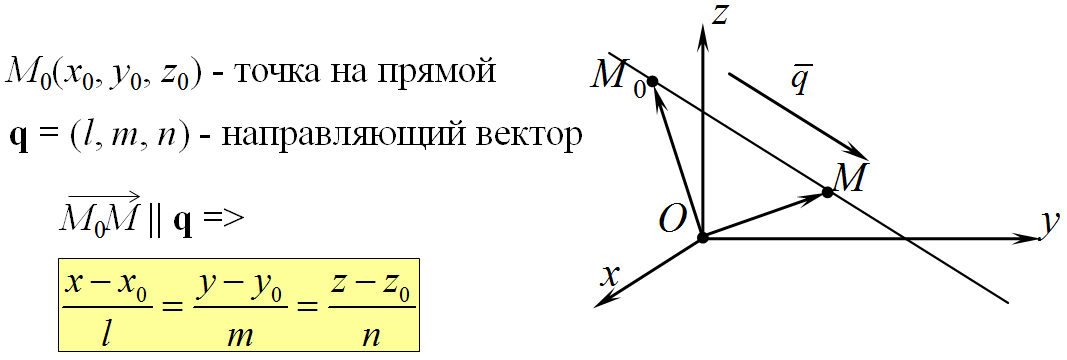 M₀(x₀, y₀, z₀) - точка на прямой
q = (l, m, n) - направляющий вектор
M₀M || q =>
x − x₀ / l = y − y₀ / m = z − z₀ / n
z
M₀
q
M
O
y
x